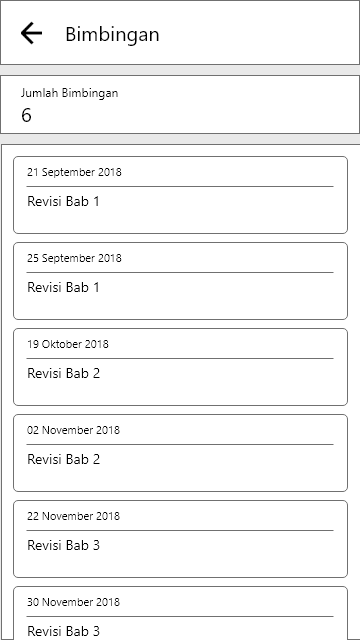 Bimbingan
Jumlah Bimbingan
6
21 September 2018
Revisi Bab 1
25 September 2018
Revisi Bab 1
19 Oktober 2018
Revisi Bab 2
02 November 2018
Revisi Bab 2
22 November 2018
Revisi Bab 3
30 November 2018
Revisi Bab 3